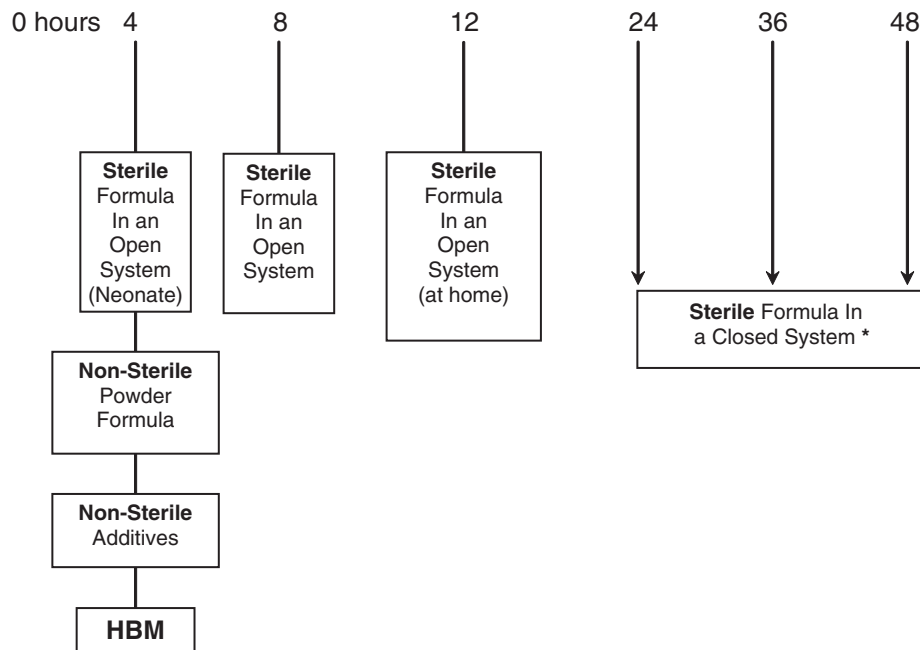 0 hours 4 8 12 24 36 48
Sterile
Formula
In an
Open
System
(Neonate)
Sterile
Formula
In an
Open
System
Sterile
Formula
In an
Open
System
(at home)
Sterile Formula In
a Closed System *
Non-Sterile
Powder
Formula
Non-Sterile
Additives
HBM